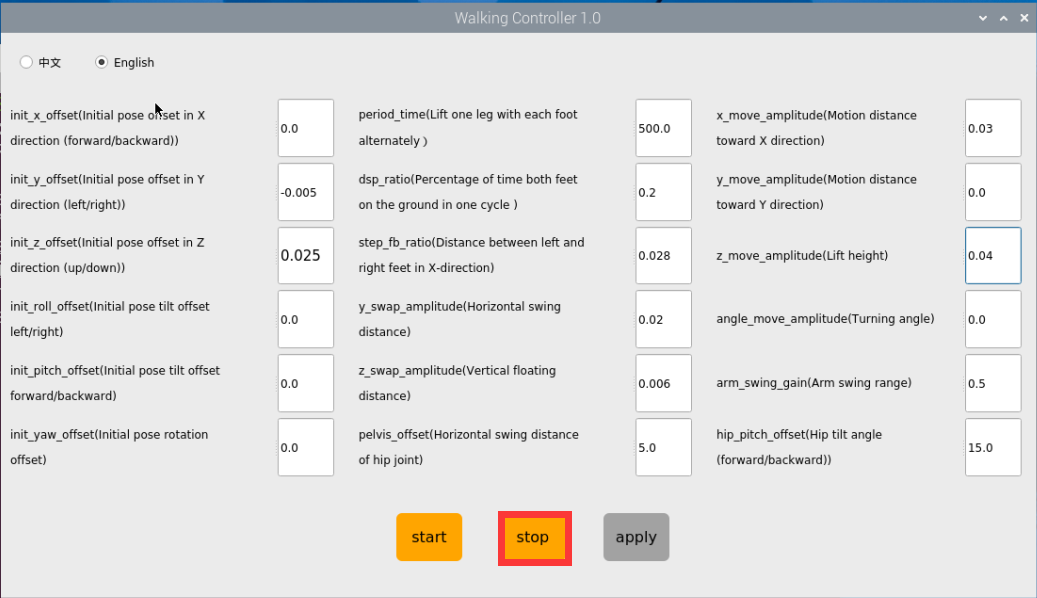 Walking Controller 1.0
中文 English
init_x_offset(Initial pose offset in X
direction (forward/backward))
0.0
period_time(Lift one leg with each foot
alternately )
500.0
x_move_amplitude(Motion distance
toward X direction)
0.03
init_y_offset(Initial pose offset in Y
direction (left/right))
-0.005
dsp_ratio(Percentage of time both feet
on the ground in one cycle )
0.2
y_move_amplitude(Motion distance
toward Y direction)
0.0
init_z_offset(Initial pose offset in Z
direction (up/down))
0.025
step_fb_ratio(Distance between left and
right feet in X-direction)
0.028
z_move_amplitude(Lift height)
0.04
init_roll_offset(Initial pose tilt offset
left/right)
0.0
y_swap_amplitude(Horizontal swing
distance)
0.02
angle_move_amplitude(Turning angle)
0.0
init_pitch_offset(Initial pose tilt offset
forward/backward)
0.0
z_swap_amplitude(Vertical floating
distance)
0.006
arm_swing_gain(Arm swing range)
0.5
init_yaw_offset(Initial pose rotation
offset)
0.0
pelvis_offset(Horizontal swing distance
of hip joint)
5.0
hip_pitch_offset(Hip tilt angle
(forward/backward))
15.0
start stop apply